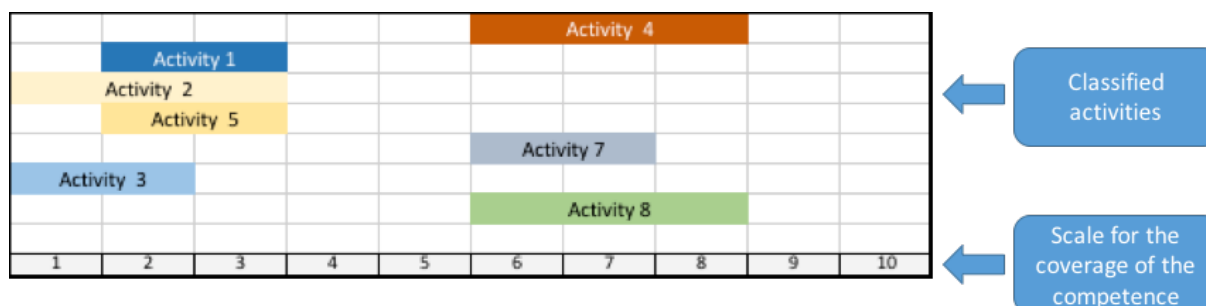 Activity 4
Activity 1
Activity 2
Activity 5
Activity 7
Activity 3
Activity 8
1 2 3 4 5 6 7 8 9 10
Classified
activities
Scale for the
coverage of the
competence